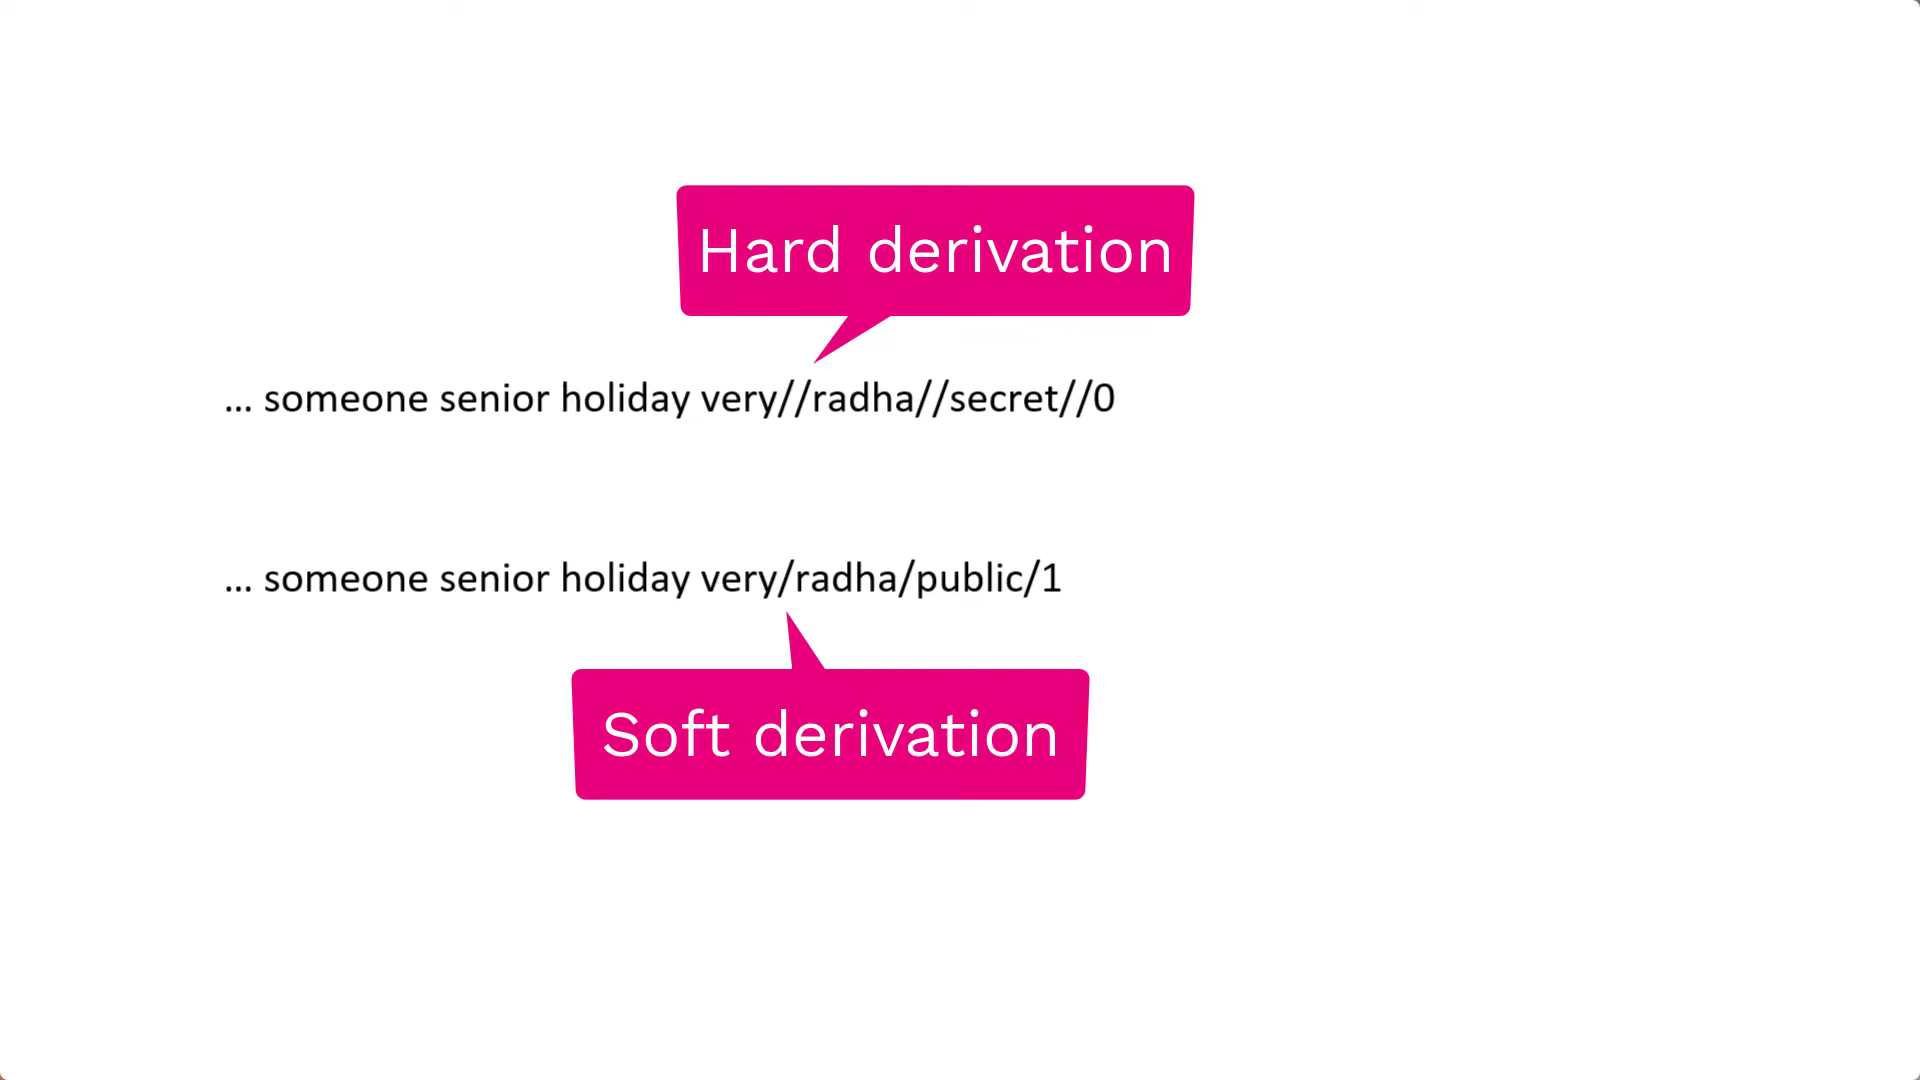 Hard derivation
... someone senior holiday very//radha//secret//0
... someone senior holiday very/radha/public/1
Soft derivation